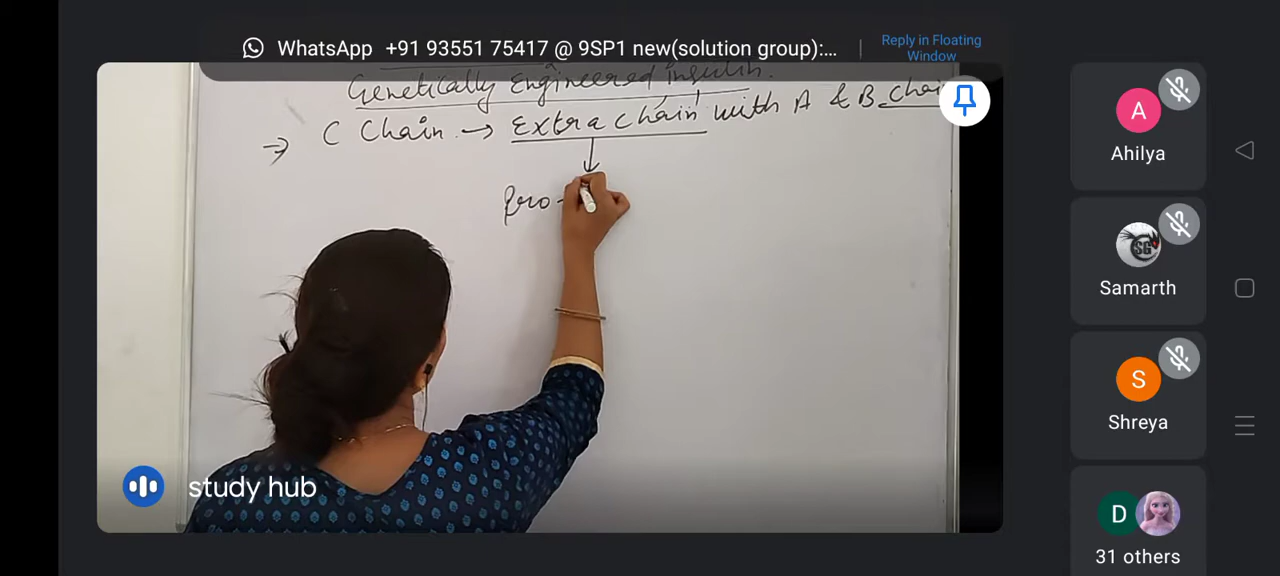 WhatsApp +91 93551 75417 @ 9SP1 new(solution group):...
Reply in Floating
Window
Genetically Engineered insulin.
→ C Chain → Extra chain with A & B chai
pro-
study hub
A
Ahilya
SG
Samarth
S
Shreya
D
31 others